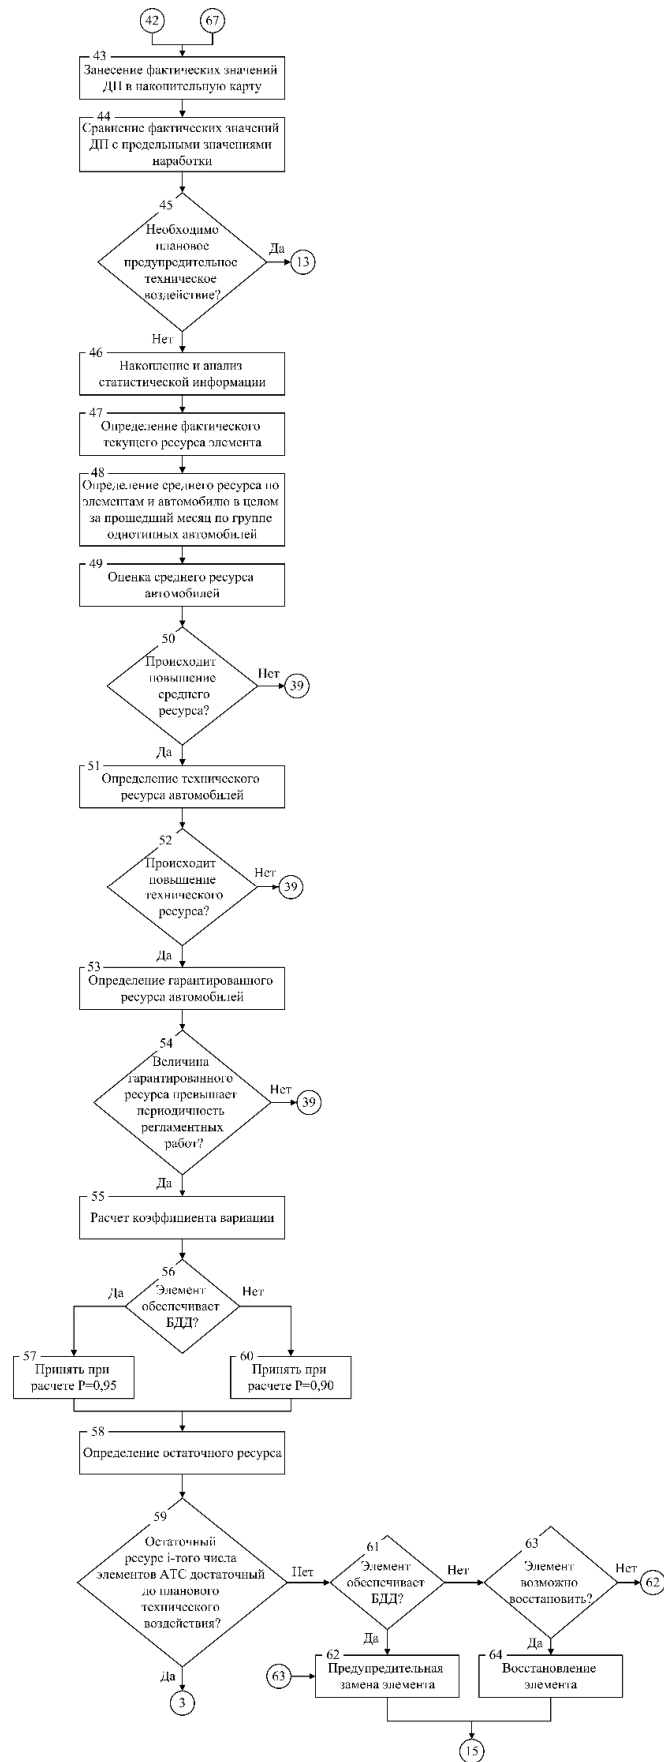 42
67
43
Занесение фактических значений
ДП в накопительную карту
44
Сравнение фактических значений
ДП с предельными значениями
наработки
45
Необходимо
плановое
предупредительное
техническое
воздействие?
Да
13
Нет
46
Накопление и анализ
статистической информации
47
Определение фактического
текущего ресурса элемента
48
Определение среднего ресурса по
элементам и автомобилю в целом
за прошедший месяц по группе
однотипных автомобилей
49
Оценка среднего ресурса
автомобилей
50
Происходит
повышение
среднего
ресурса?
Нет
39
Да
51
Определение технического
ресурса автомобилей
52
Происходит
повышение
технического
ресурса?
Нет
39
Да
53
Определение гарантированного
ресурса автомобилей
54
Величина
гарантированного
ресурса превышает
периодичность
регламентных
работ?
Нет
39
Да
55
Расчет коэффициента вариации
56
Элемент
обеспечивает
БДД?
Да
Нет
57
Принять при
расчете Р=0,95
60
Принять при
расчете Р=0,90
58
Определение остаточного ресурса
59
Остаточный
ресурс i-того числа
элементов АТС достаточный
до планового
технического
воздействия?
Нет
61
Элемент
обеспечивает
БДД?
Нет
63
Элемент
возможно
восстановить?
Нет
62
Да
3
Да
63
62
Предупредительная
замена элемента
Да
64
Восстановление
элемента
15